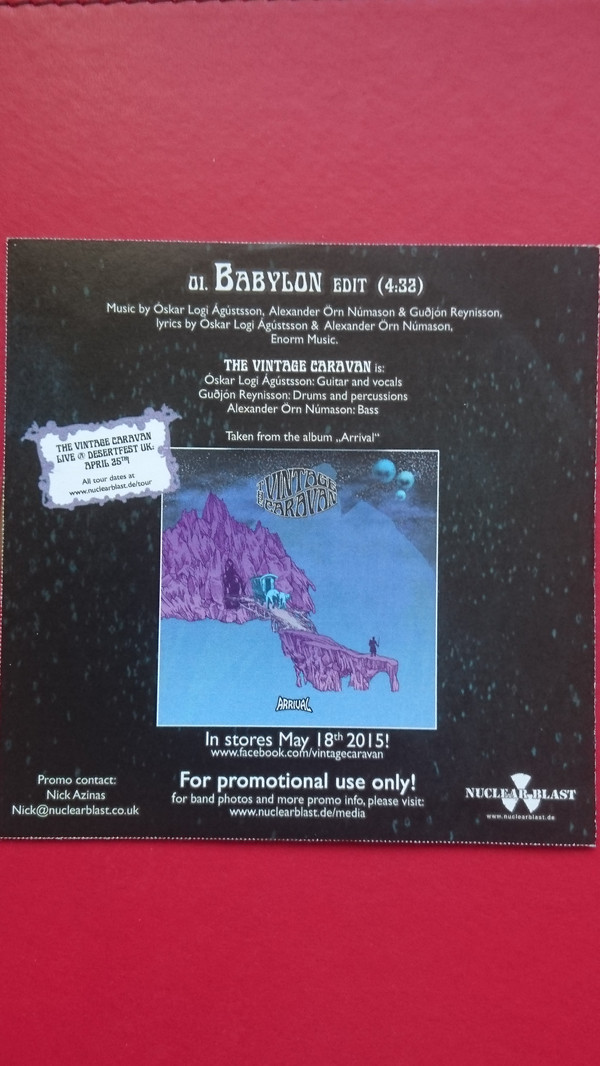 01. BABYLON EDIT (4:32)
Music by Óskar Logi Ágústsson, Alexander Örn Númason & Guðjón Reynisson,
lyrics by Óskar Logi Ágústsson & Alexander Örn Númason,
Enorm Music.
THE VINTAGE CARAVAN is:
Óskar Logi Ágústsson: Guitar and vocals
Guðjón Reynisson: Drums and percussions
Alexander Örn Númason: Bass
Taken from the album „Arrival“
THE VINTAGE CARAVAN
LIVE @ DESERTFEST UK:
APRIL 25TH!
All tour dates at
www.nuclearblast.de/tour
THE VINTAGE
CARAVAN
ARRIVAL
In stores May 18th 2015!
www.facebook.com/vintagecaravan
Promo contact:
Nick Azinas
Nick@nuclearblast.co.uk
For promotional use only!
for band photos and more promo info, please visit:
www.nuclearblast.de/media
NUCLEAR BLAST
www.nuclearblast.de